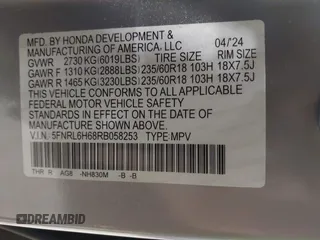 MFD. BY HONDA DEVELOPMENT &
MANUFACTURING OF AMERICA, LLC 04/24
GVWR 2730 KG(6019LBS) TIRE SIZE RIM SIZE
GAWR F 1310 KG(2888LBS) 235/60R18 103H 18X7.5J
GAWR R 1465 KG(3230LBS) 235/60R18 103H 18X7.5J
THIS VEHICLE CONFORMS TO ALL APPLICABLE
FEDERAL MOTOR VEHICLE SAFETY
STANDARDS IN EFFECT ON THE DATE OF
MANUFACTURE SHOWN ABOVE.
V.I.N. 5FNRL6H68RB058253 TYPE MPV
THR R AG8 -NH830M -B -B
DREAMBID